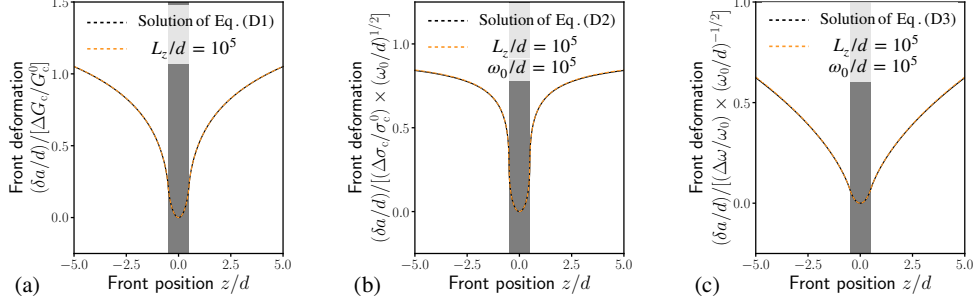 Solution of Eq. (D1)
L_z/d = 10^5
Front deformation
(δa/d)/[ΔG_c/G_c^0]
1.5
1.0
0.5
0.0
−5.0 −2.5 0.0 2.5 5.0
Front position z/d
(a)
Solution of Eq. (D2)
L_z/d = 10^5
ω_0/d = 10^5
Front deformation
(δa/d)/[(Δσ_c/σ_c^0) × (ω_0/d)^{1/2}]
1.0
0.5
0.0
−5.0 −2.5 0.0 2.5 5.0
Front position z/d
(b)
Solution of Eq. (D3)
L_z/d = 10^5
ω_0/d = 10^5
Front deformation
(δa/d)/[(Δω/ω_0) × (ω_0/d)^{−1/2}]
1.0
0.5
0.0
−5.0 −2.5 0.0 2.5 5.0
Front position z/d
(c)